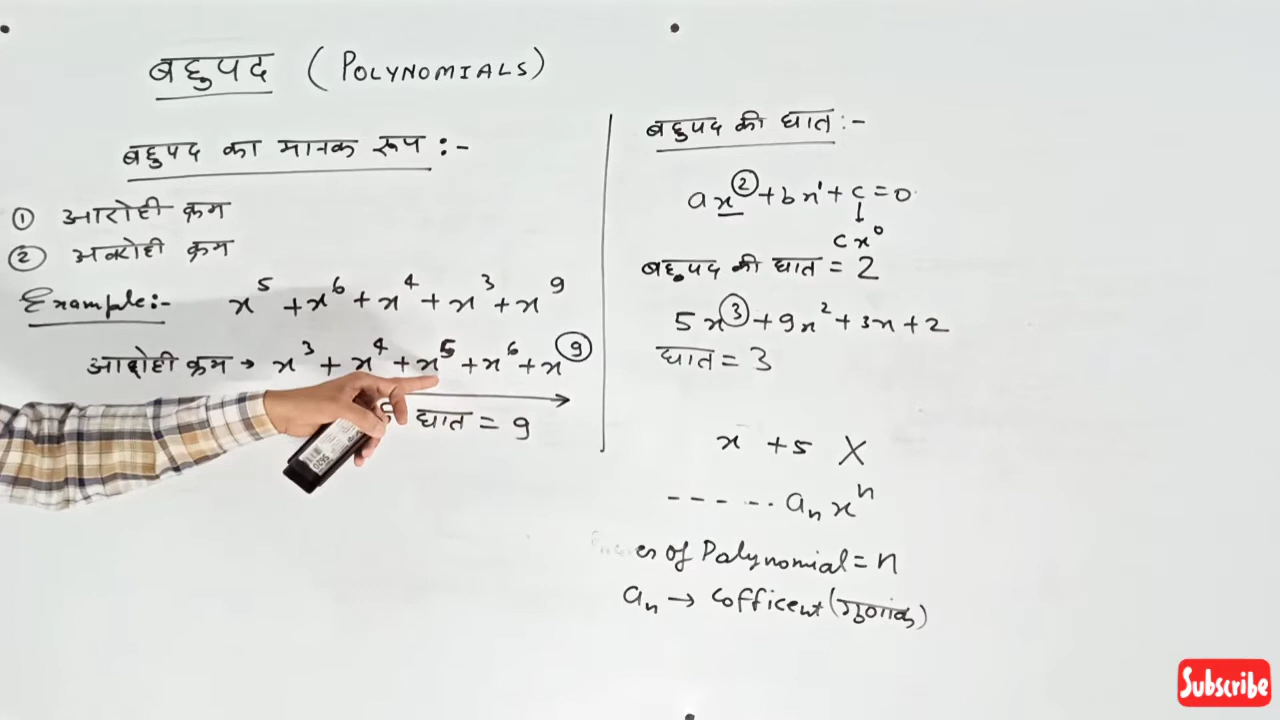 बहुपद (POLYNOMIALS)
बहुपद का मानक रूप :-
① आरोही क्रम
② अवरोही क्रम
Example:- x⁵ + x⁶ + x⁴ + x³ + x⁹
आरोही क्रम → x³ + x⁴ + x⁵ + x⁶ + x⁹
घात = 9
बहुपद की घात :-
ax² + bx¹ + c = 0
↓
cx⁰
बहुपद की घात = 2
5x³ + 9x² + 3x + 2
घात = 3
x + 5 X
- - - - - .. aₙxⁿ
of Polynomial = n
aₙ → Cofficent (गुणांक)
Subscribe